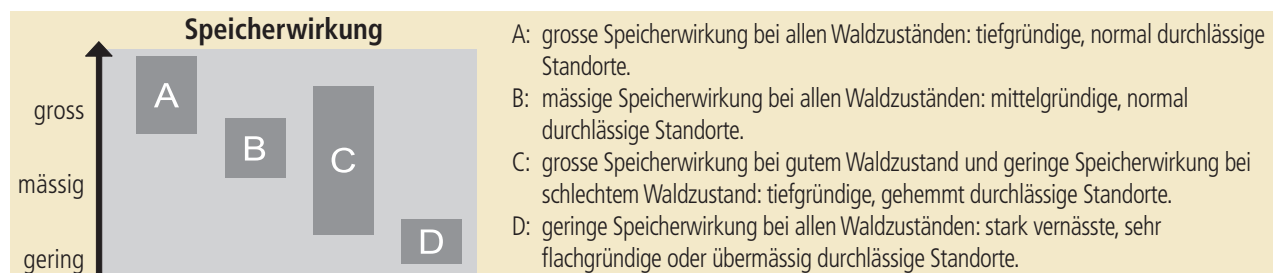 Speicherwirkung
gross
mässig
gering
A
B
C
D
A: grosse Speicherwirkung bei allen Waldzuständen: tiefgründige, normal durchlässige
Standorte.
B: mässige Speicherwirkung bei allen Waldzuständen: mittelgründige, normal
durchlässige Standorte.
C: grosse Speicherwirkung bei gutem Waldzustand und geringe Speicherwirkung bei
schlechtem Waldzustand: tiefgründige, gehemmt durchlässige Standorte.
D: geringe Speicherwirkung bei allen Waldzuständen: stark vernässte, sehr
flachgründige oder übermässig durchlässige Standorte.